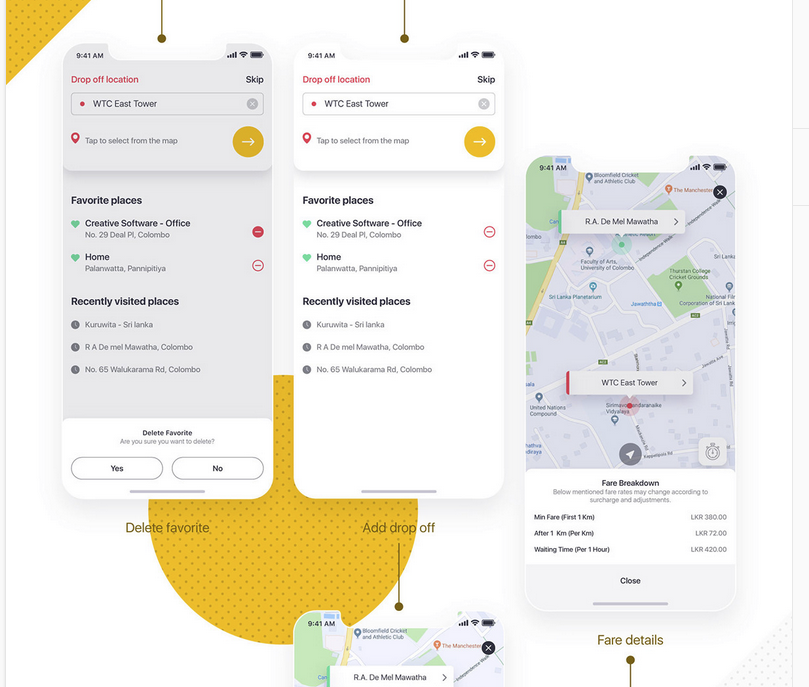 9:41 AM
Drop off location
Skip
WTC East Tower
Tap to select from the map
Favorite places
Creative Software - Office
No. 29 Deal Pl, Colombo
Home
Palanwatta, Pannipitiya
Recently visited places
Kuruwita - Sri lanka
R A De mel Mawatha, Colombo
No. 65 Walukarama Rd, Colombo
Delete Favorite
Are you sure you want to delete?
Yes
No
Delete favorite
9:41 AM
Drop off location
Skip
WTC East Tower
Tap to select from the map
Favorite places
Creative Software - Office
No. 29 Deal Pl, Colombo
Home
Palanwatta, Pannipitiya
Recently visited places
Kuruwita - Sri lanka
R A De mel Mawatha, Colombo
No. 65 Walukarama Rd, Colombo
Add drop off
9:41 AM
Bloomfield Cricket
and Athletic Club
The Manchester
R.A. De Mel Mawatha
Faculty of Arts,
University of Colombo
Sri Lanka
Thurstan College
Cricket Grounds
Sri Lanka Planetarium
Jawaththa
National
Corporation of Sri
WTC East Tower
Vidyalaya
United Nations
Compound
Fare Breakdown
Below mentioned fare rates may change according to
surcharge and adjustments.
Min Fare (First 1 Km)
LKR 380.00
After 1 Km (Per Km)
LKR 72.00
Waiting Time (Per 1 Hour)
LKR 420.00
Close
Fare details
9:41 AM
Bloomfield Cricket
and Athletic Club
The Manchester
R.A. De Mel Mawatha